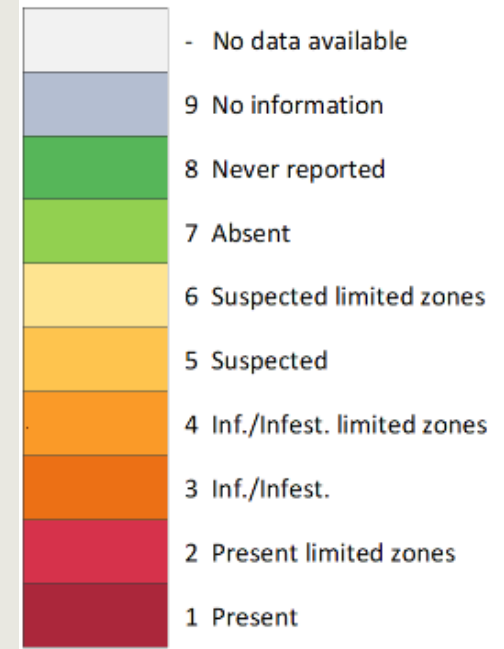 - No data available
9 No information
8 Never reported
7 Absent
6 Suspected limited zones
5 Suspected
4 Inf./Infest. limited zones
3 Inf./Infest.
2 Present limited zones
1 Present